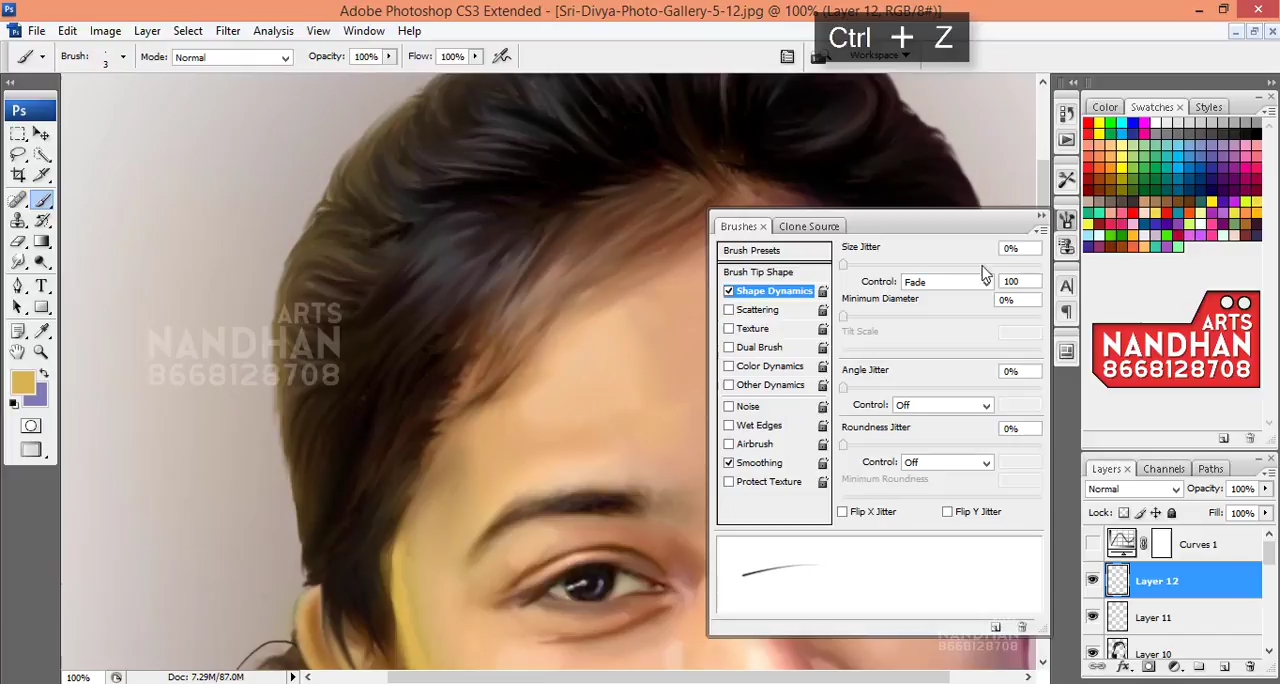 Adobe Photoshop CS3 Extended - [Sri-Divya-Photo-Gallery-5-12.jpg @ 100% (Layer 12, RGB/8#)]
Ctrl + Z
File Edit Image Layer Select Filter Analysis View Window Help
Brush: 3 Mode: Normal Opacity: 100% Flow: 100% Workspace
Ps
Color Swatches Styles
ARTS
NANDHAN
8668128708
Brushes Clone Source
Brush Presets
Brush Tip Shape
Shape Dynamics
Scattering
Texture
Dual Brush
Color Dynamics
Other Dynamics
Noise
Wet Edges
Airbrush
Smoothing
Protect Texture
Size Jitter 0%
Control: Fade 100
Minimum Diameter 0%
Tilt Scale
Angle Jitter 0%
Control: Off
Roundness Jitter 0%
Control: Off
Minimum Roundness
Flip X Jitter Flip Y Jitter
ARTS
NANDHAN
8668128708
Layers Channels Paths
Normal Opacity: 100%
Lock: Fill: 100%
Curves 1
Layer 12
Layer 11
Layer 10
NANDHAN
8668128708
100% Doc: 7.29M/87.0M